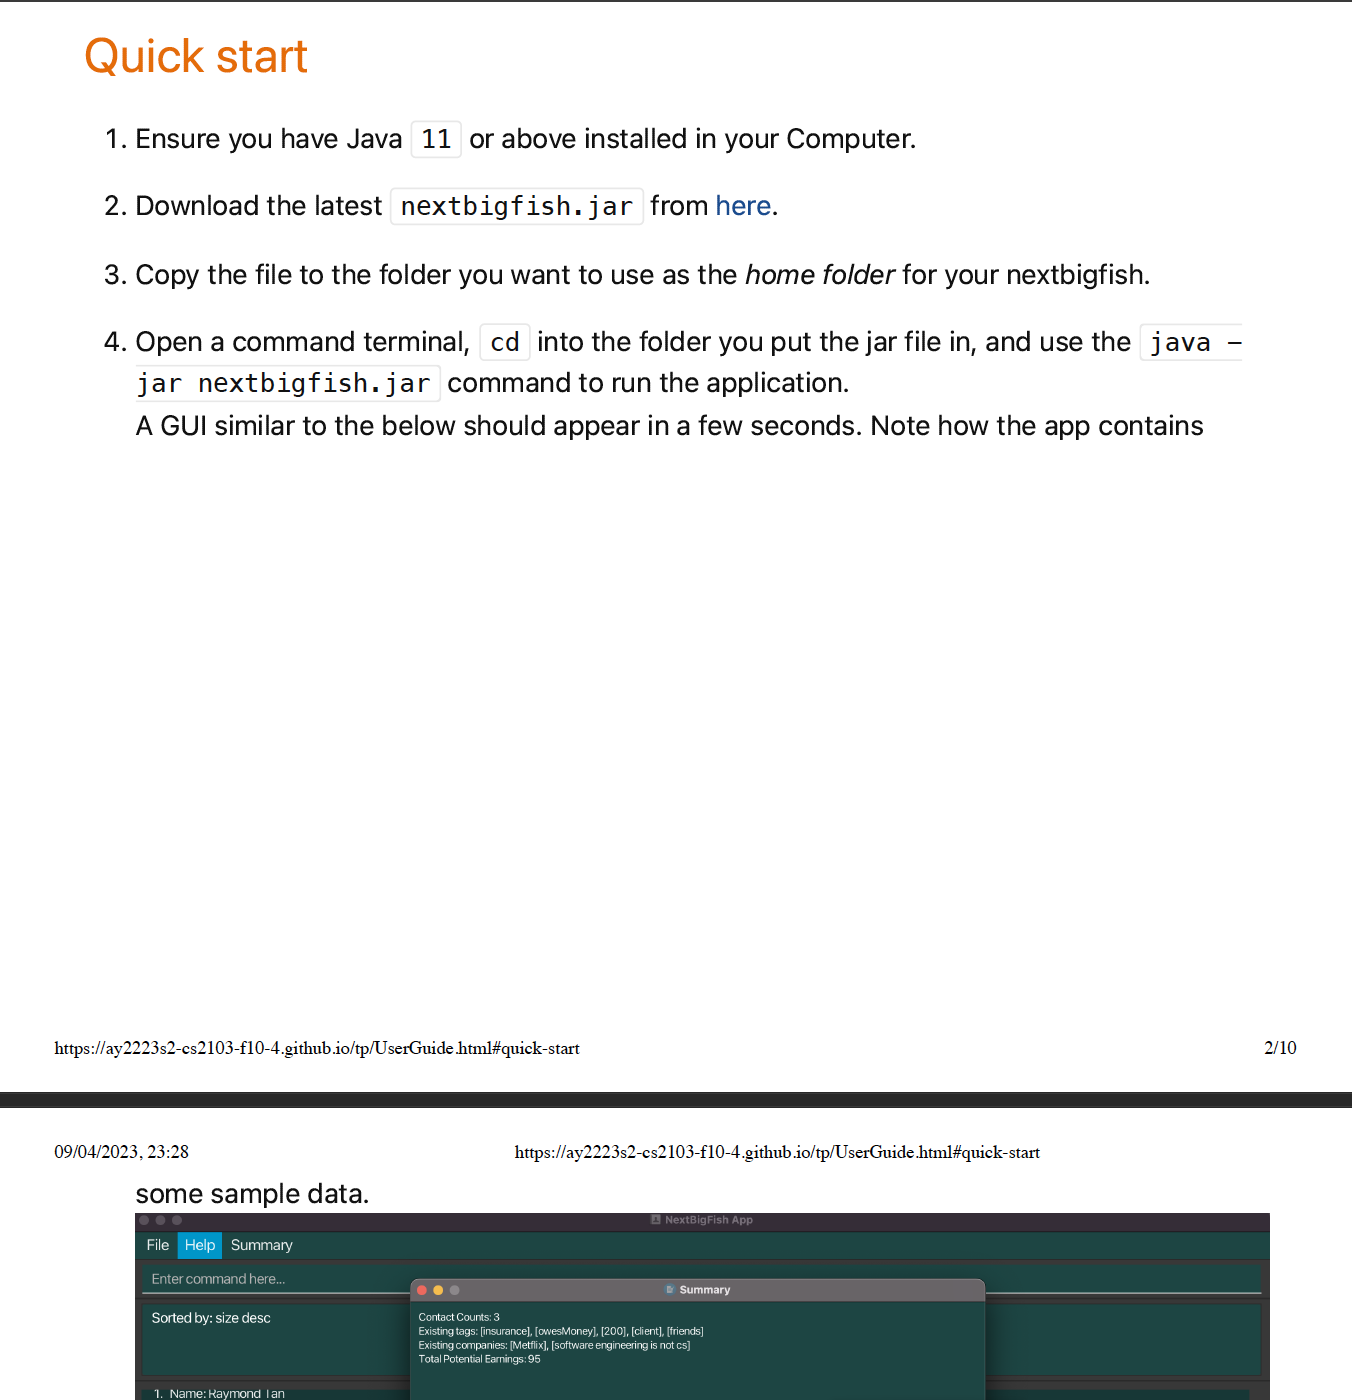 Quick start
1. Ensure you have Java 11 or above installed in your Computer.
2. Download the latest nextbigfish.jar from here.
3. Copy the file to the folder you want to use as the home folder for your nextbigfish.
4. Open a command terminal, cd into the folder you put the jar file in, and use the java -
jar nextbigfish.jar command to run the application.
A GUI similar to the below should appear in a few seconds. Note how the app contains
https://ay2223s2-cs2103-f10-4.github.io/tp/UserGuide.html#quick-start 2/10
09/04/2023, 23:28 https://ay2223s2-cs2103-f10-4.github.io/tp/UserGuide.html#quick-start
some sample data.
NextBigFish App
File Help Summary
Enter command here...
Summary
Sorted by: size desc
Contact Counts: 3
Existing tags: [insurance], [owesMoney], [200], [client], [friends]
Existing companies: [Metflix], [software engineering is not cs]
Total Potential Earnings: 95
1. Name: Raymond Tan